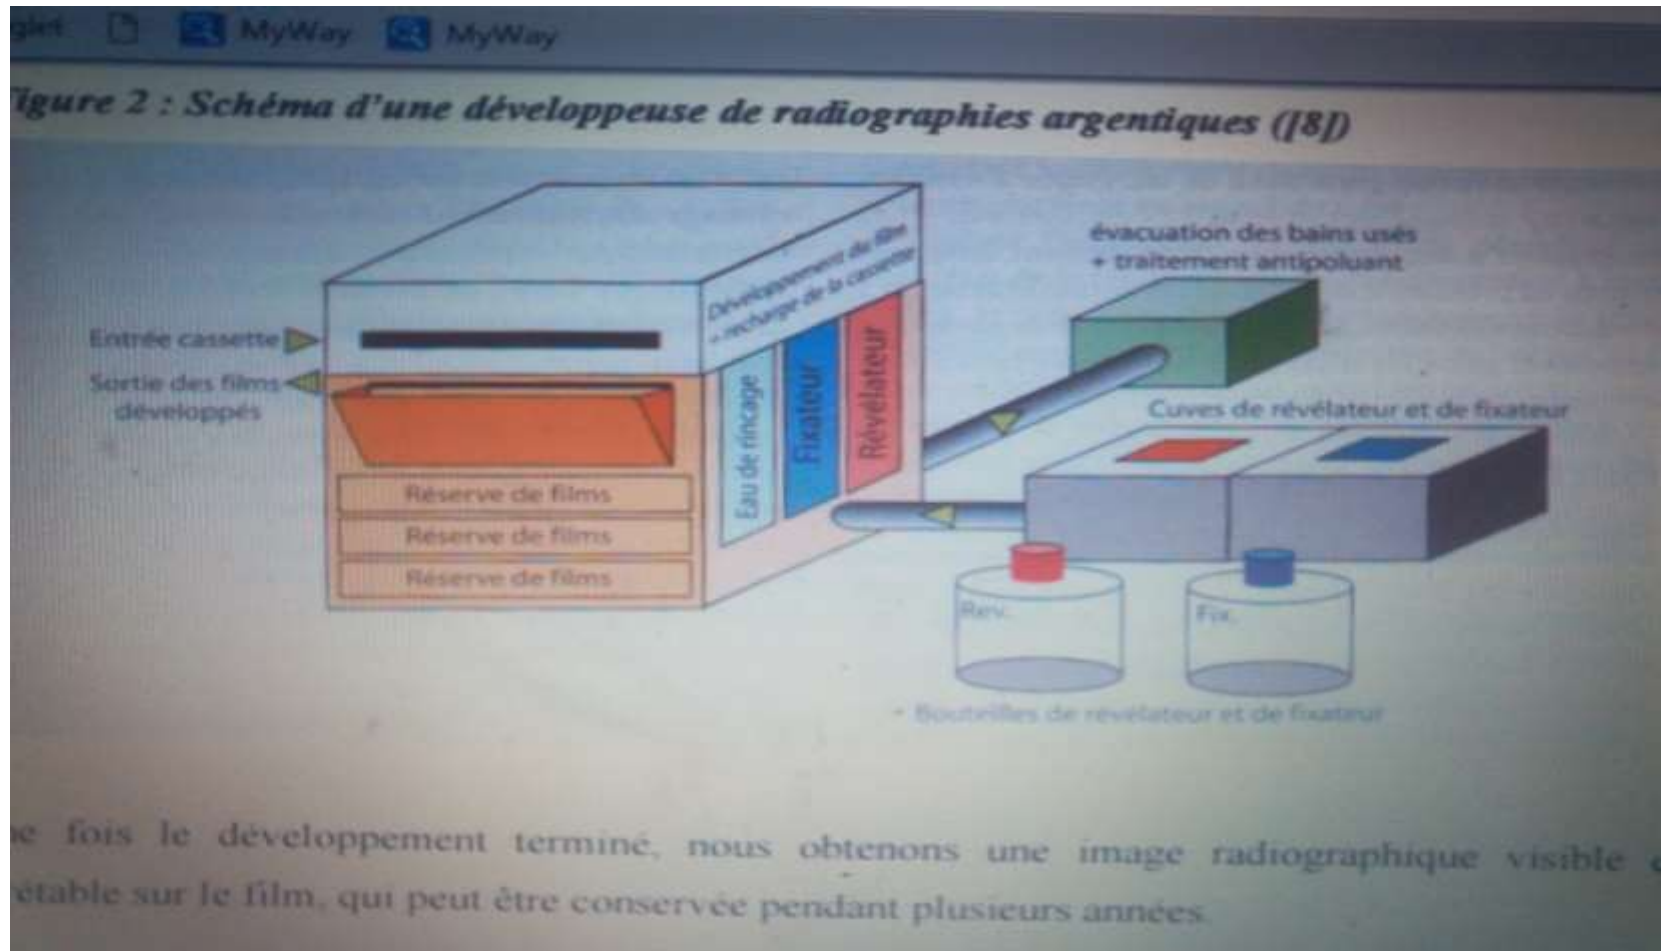 MyWay MyWay
igure 2 : Schéma d'une développeuse de radiographies argentiques ([8])
Développement du film
+ recharge de la cassette
évacuation des bains usés
+ traitement antipoluant
Entrée cassette
Sortie des films
développés
Eau de rincage
Fixateur
Révélateur
Cuves de révélateur et de fixateur
Réserve de films
Réserve de films
Réserve de films
Rev.
Fix.
Bouteilles de révélateur et de fixateur
ne fois le développement terminé, nous obtenons une image radiographique visible
rétable sur le film, qui peut être conservée pendant plusieurs années.